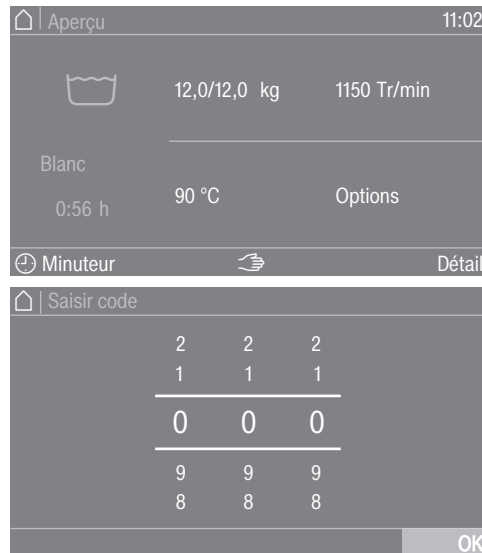 Aperçu 11:02
12,0/12,0 kg 1150 Tr/min
Blanc
90 °C Options
0:56 h
Minuteur Détail
Saisir code
2 2 2
1 1 1
0 0 0
9 9 9
8 8 8
OK